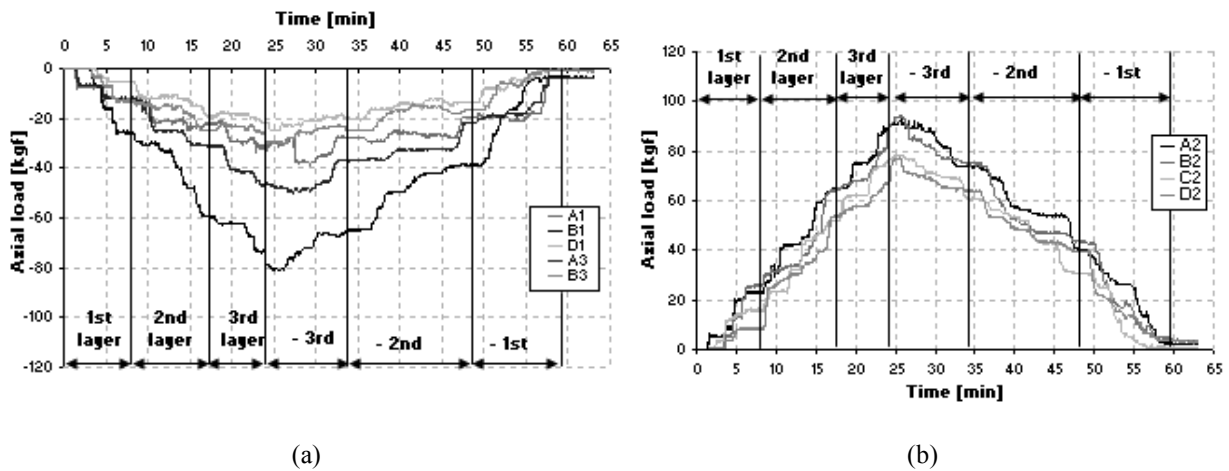 Time [min]
0 5 10 15 20 25 30 35 40 45 50 55 60 65
0
-20
-40
-60
-80
-100
-120
Axial load [kgf]
A1
B1
D1
A3
B3
1st layer
2nd layer
3rd layer
- 3rd
- 2nd
- 1st
(a)
120
100
80
60
40
20
0
Axial load [kgf]
1st layer
2nd layer
3rd layer
- 3rd
- 2nd
- 1st
A2
B2
C2
D2
0 5 10 15 20 25 30 35 40 45 50 55 60 65
Time [min]
(b)